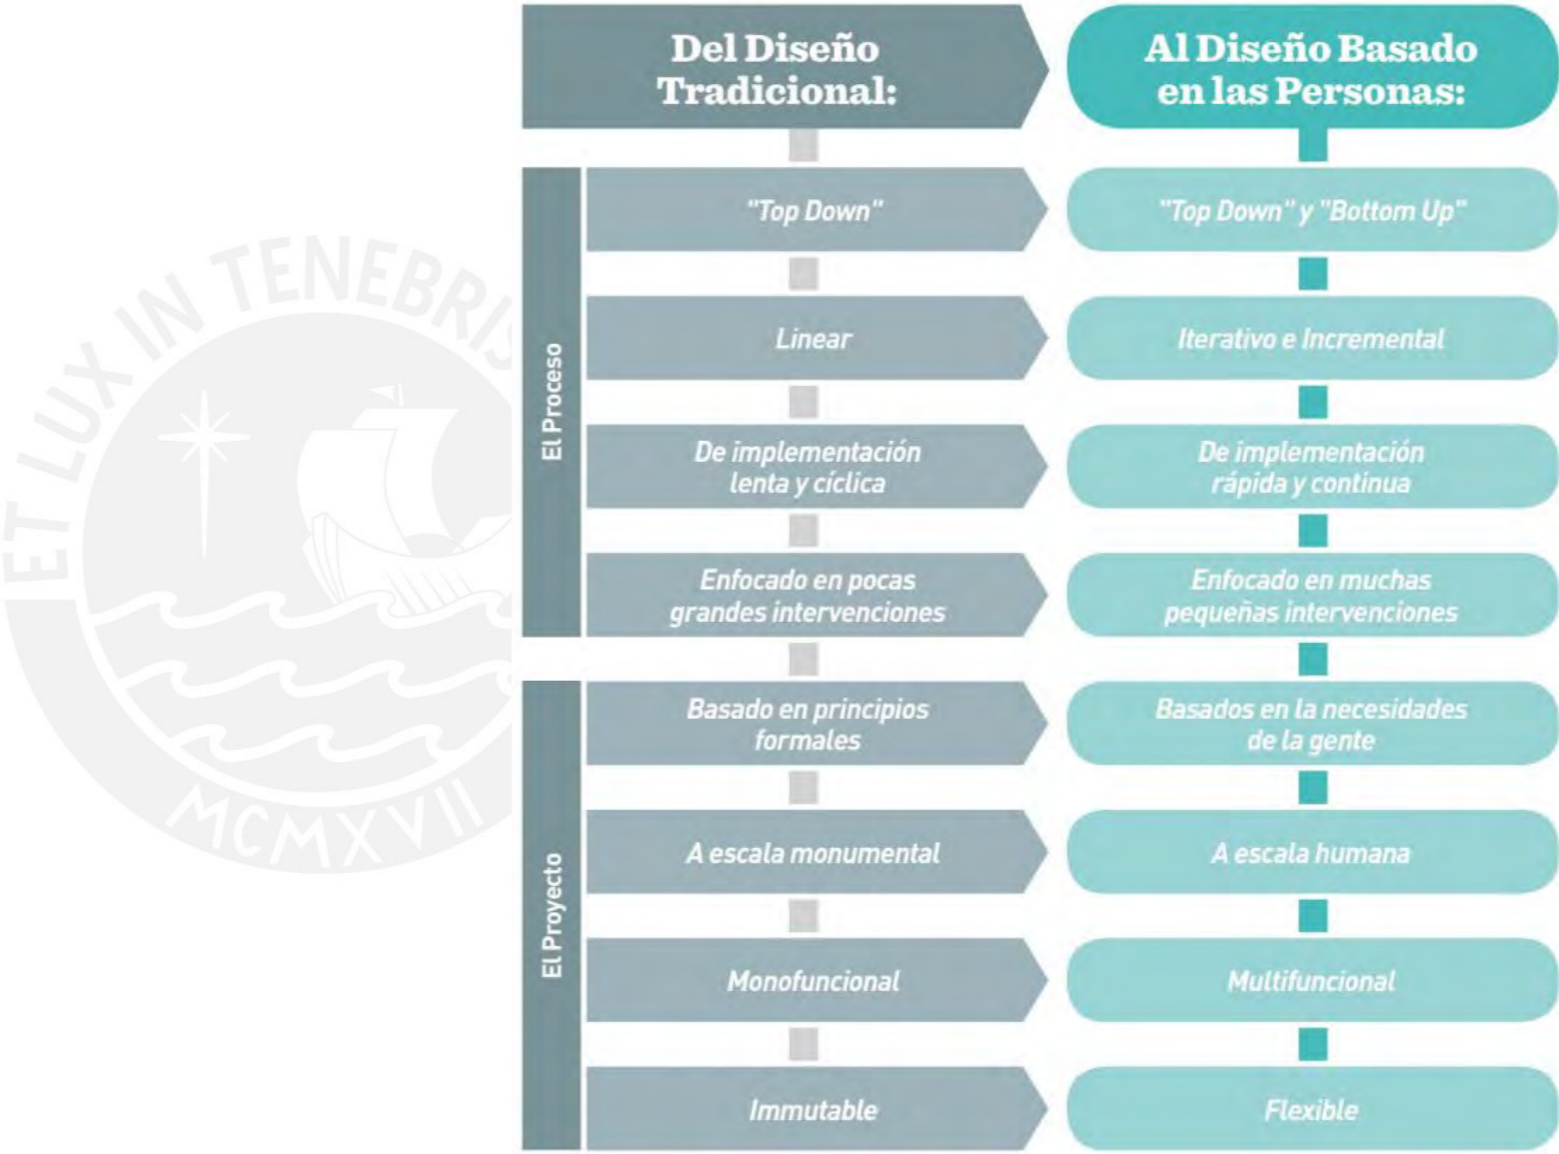 Del Diseño
Tradicional:
Al Diseño Basado
en las Personas:
El Proceso
"Top Down"
"Top Down" y "Bottom Up"
Linear
Iterativo e Incremental
De implementación
lenta y cíclica
De implementación
rápida y continua
Enfocado en pocas
grandes intervenciones
Enfocado en muchas
pequeñas intervenciones
El Proyecto
Basado en principios
formales
Basados en la necesidades
de la gente
A escala monumental
A escala humana
Monofuncional
Multifuncional
Immutable
Flexible
ET LUX IN TENEBRIS
MCMXVII